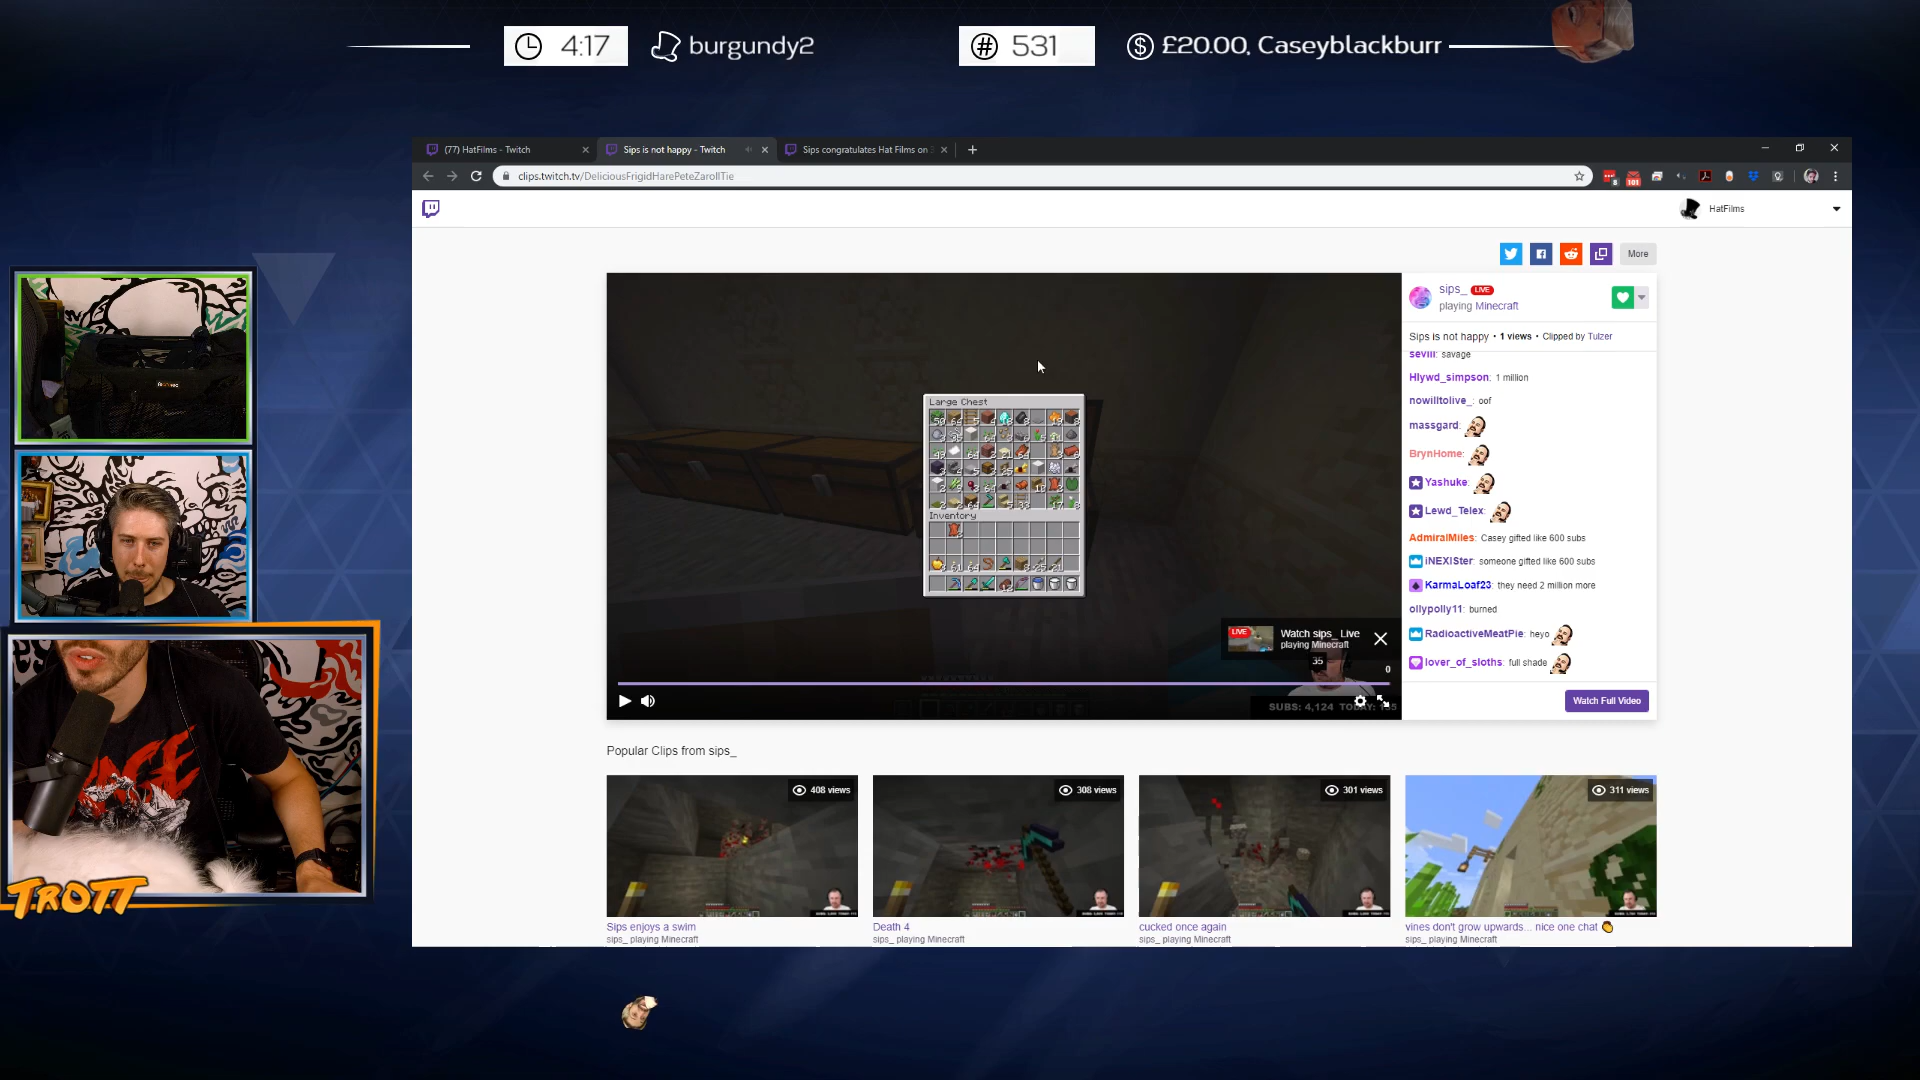 4:17
burgundy2
# 531
$ £20.00, Caseyblackburr
(77) HatFilms - Twitch
Sips is not happy - Twitch
Sips congratulates Hat Films on
clips.twitch.tv/DeliciousFrigidHarePeteZarollTie
HatFilms
More
sips_ LIVE
playing Minecraft
Sips is not happy • 1 views • Clipped by Tulzer
sevill: savage
Hlywd_simpson: 1 million
nowilltolive_: oof
massgard:
BrynHome:
Yashuke:
Lewd_Telex:
AdmiralMiles: Casey gifted like 600 subs
iNEXISter: someone gifted like 600 subs
KarmaLoaf23: they need 2 million more
ollypolly11: burned
RadioactiveMeatPie: heyo
lover_of_sloths: full shade
Watch Full Video
Large Chest
Inventory
LIVE
Watch sips_ Live
playing Minecraft
35
0
SUBS: 4,124 TODAY:
Popular Clips from sips_
408 views
308 views
301 views
311 views
Sips enjoys a swim
sips_ playing Minecraft
Death 4
sips_ playing Minecraft
cucked once again
sips_ playing Minecraft
vines don't grow upwards... nice one chat
sips_ playing Minecraft
TROTT